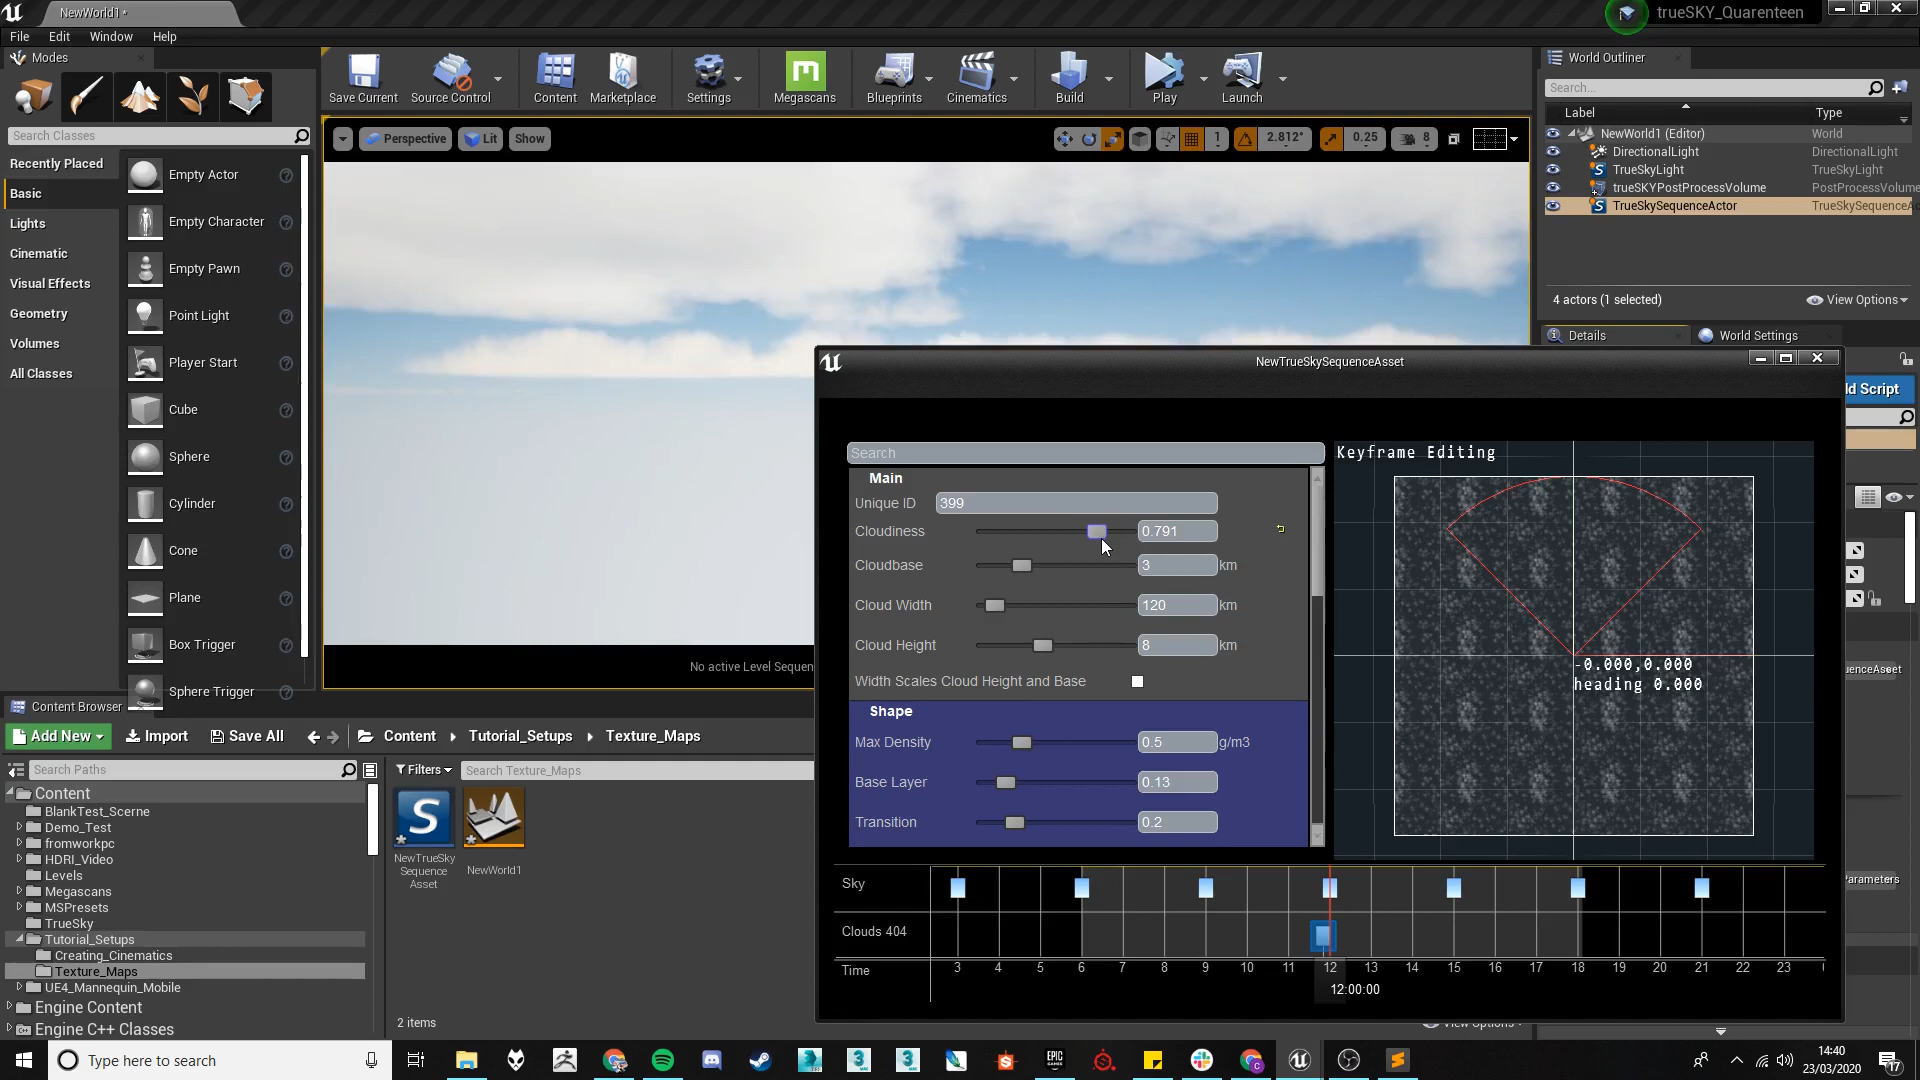 NewWorld1*
trueSKY_Quarenteen
File Edit Window Help
Modes
Search Classes
Recently Placed
Basic
Lights
Cinematic
Visual Effects
Geometry
Volumes
All Classes
Empty Actor
Empty Character
Empty Pawn
Point Light
Player Start
Cube
Sphere
Cylinder
Cone
Plane
Box Trigger
Sphere Trigger
Save Current
Source Control
Content
Marketplace
Settings
Megascans
Blueprints
Cinematics
Build
Play
Launch
Perspective
Lit
Show
1
2.812°
0.25
8
No active Level Sequen
World Outliner
Search...
Label Type
NewWorld1 (Editor) World
DirectionalLight DirectionalLight
TrueSkyLight TrueSkyLight
trueSKYPostProcessVolume PostProcessVolume
TrueSkySequenceActor TrueSkySequenceAc
4 actors (1 selected)
View Options
Details
World Settings
ld Script
uenceAsset
Parameters
NewTrueSkySequenceAsset
Search
Main
Unique ID 399
Cloudiness 0.791
Cloudbase 3 km
Cloud Width 120 km
Cloud Height 8 km
Width Scales Cloud Height and Base
Shape
Max Density 0.5 g/m3
Base Layer 0.13
Transition 0.2
Keyframe Editing
-0.000,0.000
heading 0.000
Sky
Clouds 404
Time 3 4 5 6 7 8 9 10 11 12 13 14 15 16 17 18 19 20 21 22 23
12:00:00
Content Browser
Add New
Import
Save All
Content
Tutorial_Setups
Texture_Maps
Search Paths
Filters
Search Texture_Maps
Content
BlankTest_Scerne
Demo_Test
fromworkpc
HDRI_Video
Levels
Megascans
MSPresets
TrueSky
Tutorial_Setups
Creating_Cinematics
Texture_Maps
UE4_Mannequin_Mobile
Engine Content
Engine C++ Classes
NewTrueSky
Sequence
Asset
NewWorld1
2 items
View Options
Type here to search
EPIC
GAMES
14:40
23/03/2020
17